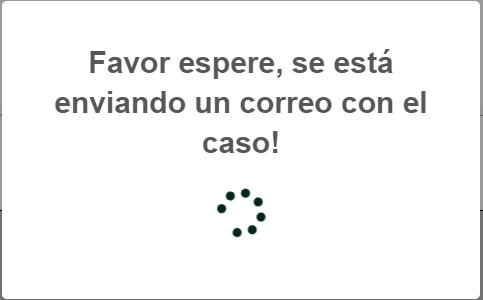 Favor espere, se está
enviando un correo con el
caso!